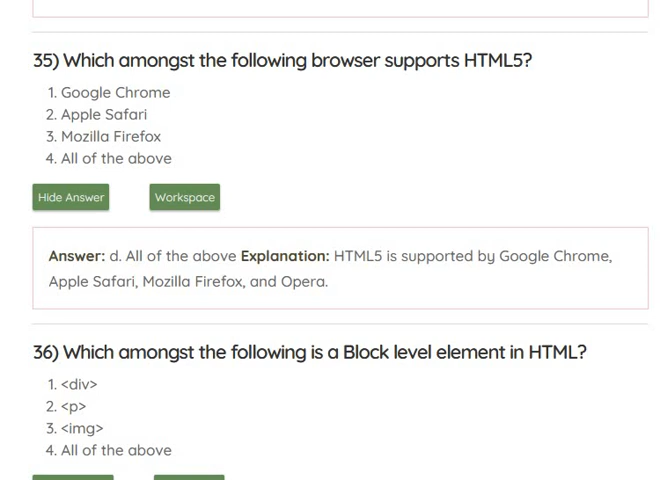 35) Which amongst the following browser supports HTML5?
1. Google Chrome
2. Apple Safari
3. Mozilla Firefox
4. All of the above
Hide Answer Workspace
Answer: d. All of the above Explanation: HTML5 is supported by Google Chrome,
Apple Safari, Mozilla Firefox, and Opera.
36) Which amongst the following is a Block level element in HTML?
1. <div>
2. <p>
3. <img>
4. All of the above